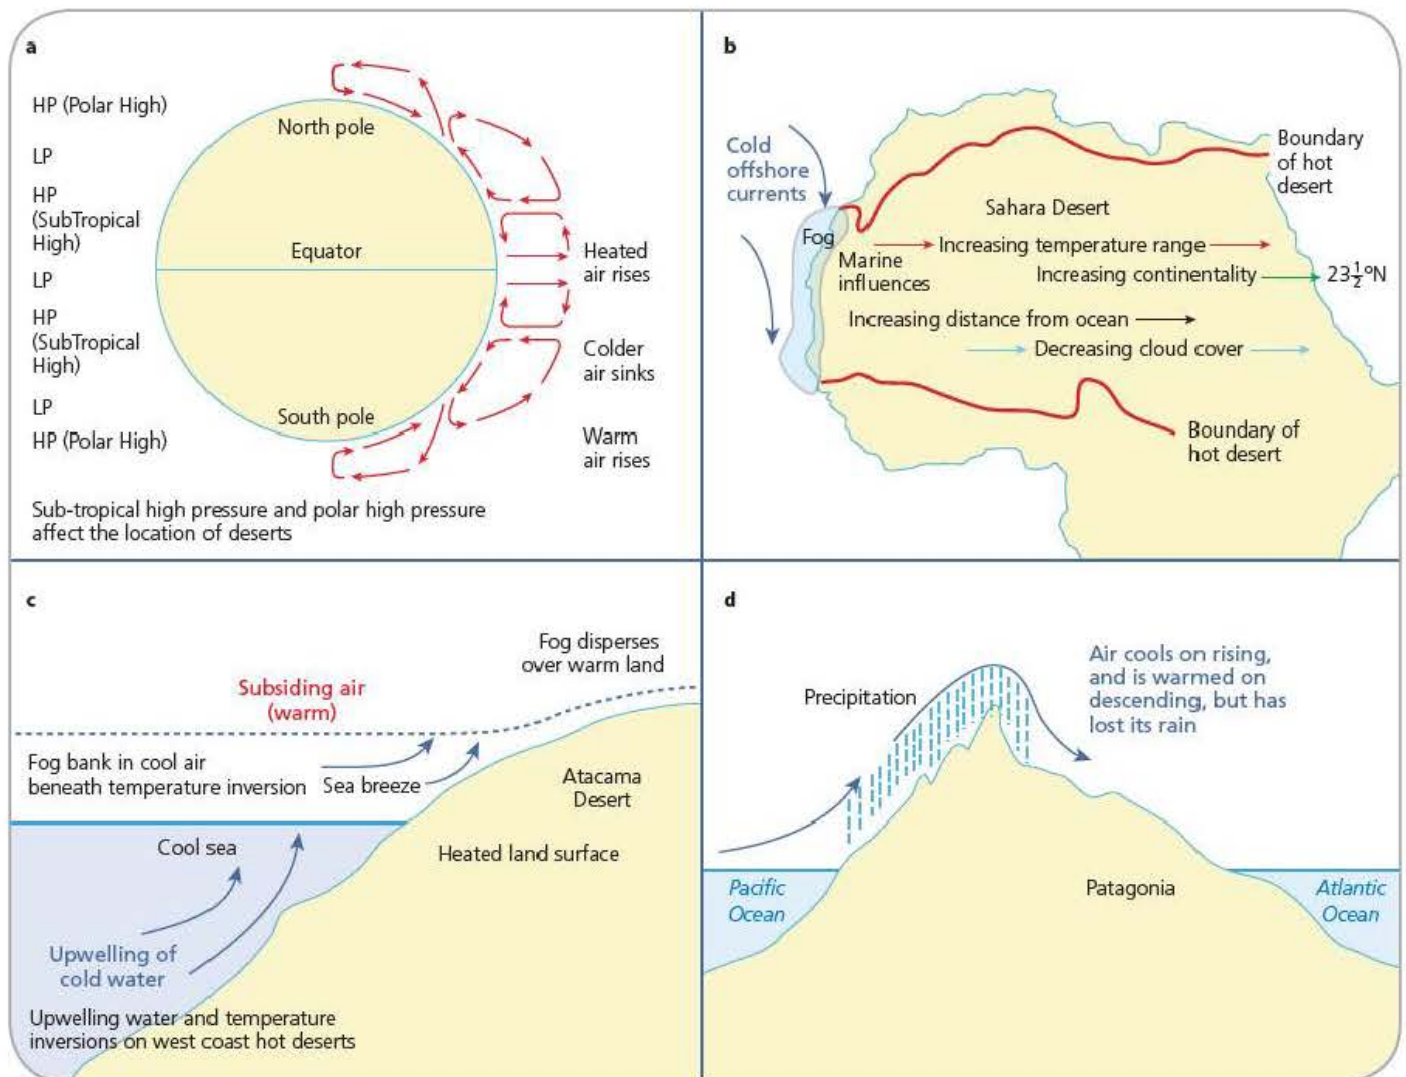 a
HP (Polar High)
North pole
LP
HP
(SubTropical
High)
Equator
Heated
air rises
LP
HP
(SubTropical
High)
Colder
air sinks
LP
South pole
HP (Polar High)
Warm
air rises
Sub-tropical high pressure and polar high pressure
affect the location of deserts
b
Cold
offshore
currents
Boundary
of hot
desert
Sahara Desert
Fog
Increasing temperature range
Marine
influences
Increasing continentality
23½°N
Increasing distance from ocean
Decreasing cloud cover
Boundary of
hot desert
c
Fog disperses
over warm land
Subsiding air
(warm)
Fog bank in cool air
beneath temperature inversion
Sea breeze
Atacama
Desert
Cool sea
Heated land surface
Upwelling of
cold water
Upwelling water and temperature
inversions on west coast hot deserts
d
Precipitation
Air cools on rising,
and is warmed on
descending, but has
lost its rain
Pacific
Ocean
Patagonia
Atlantic
Ocean